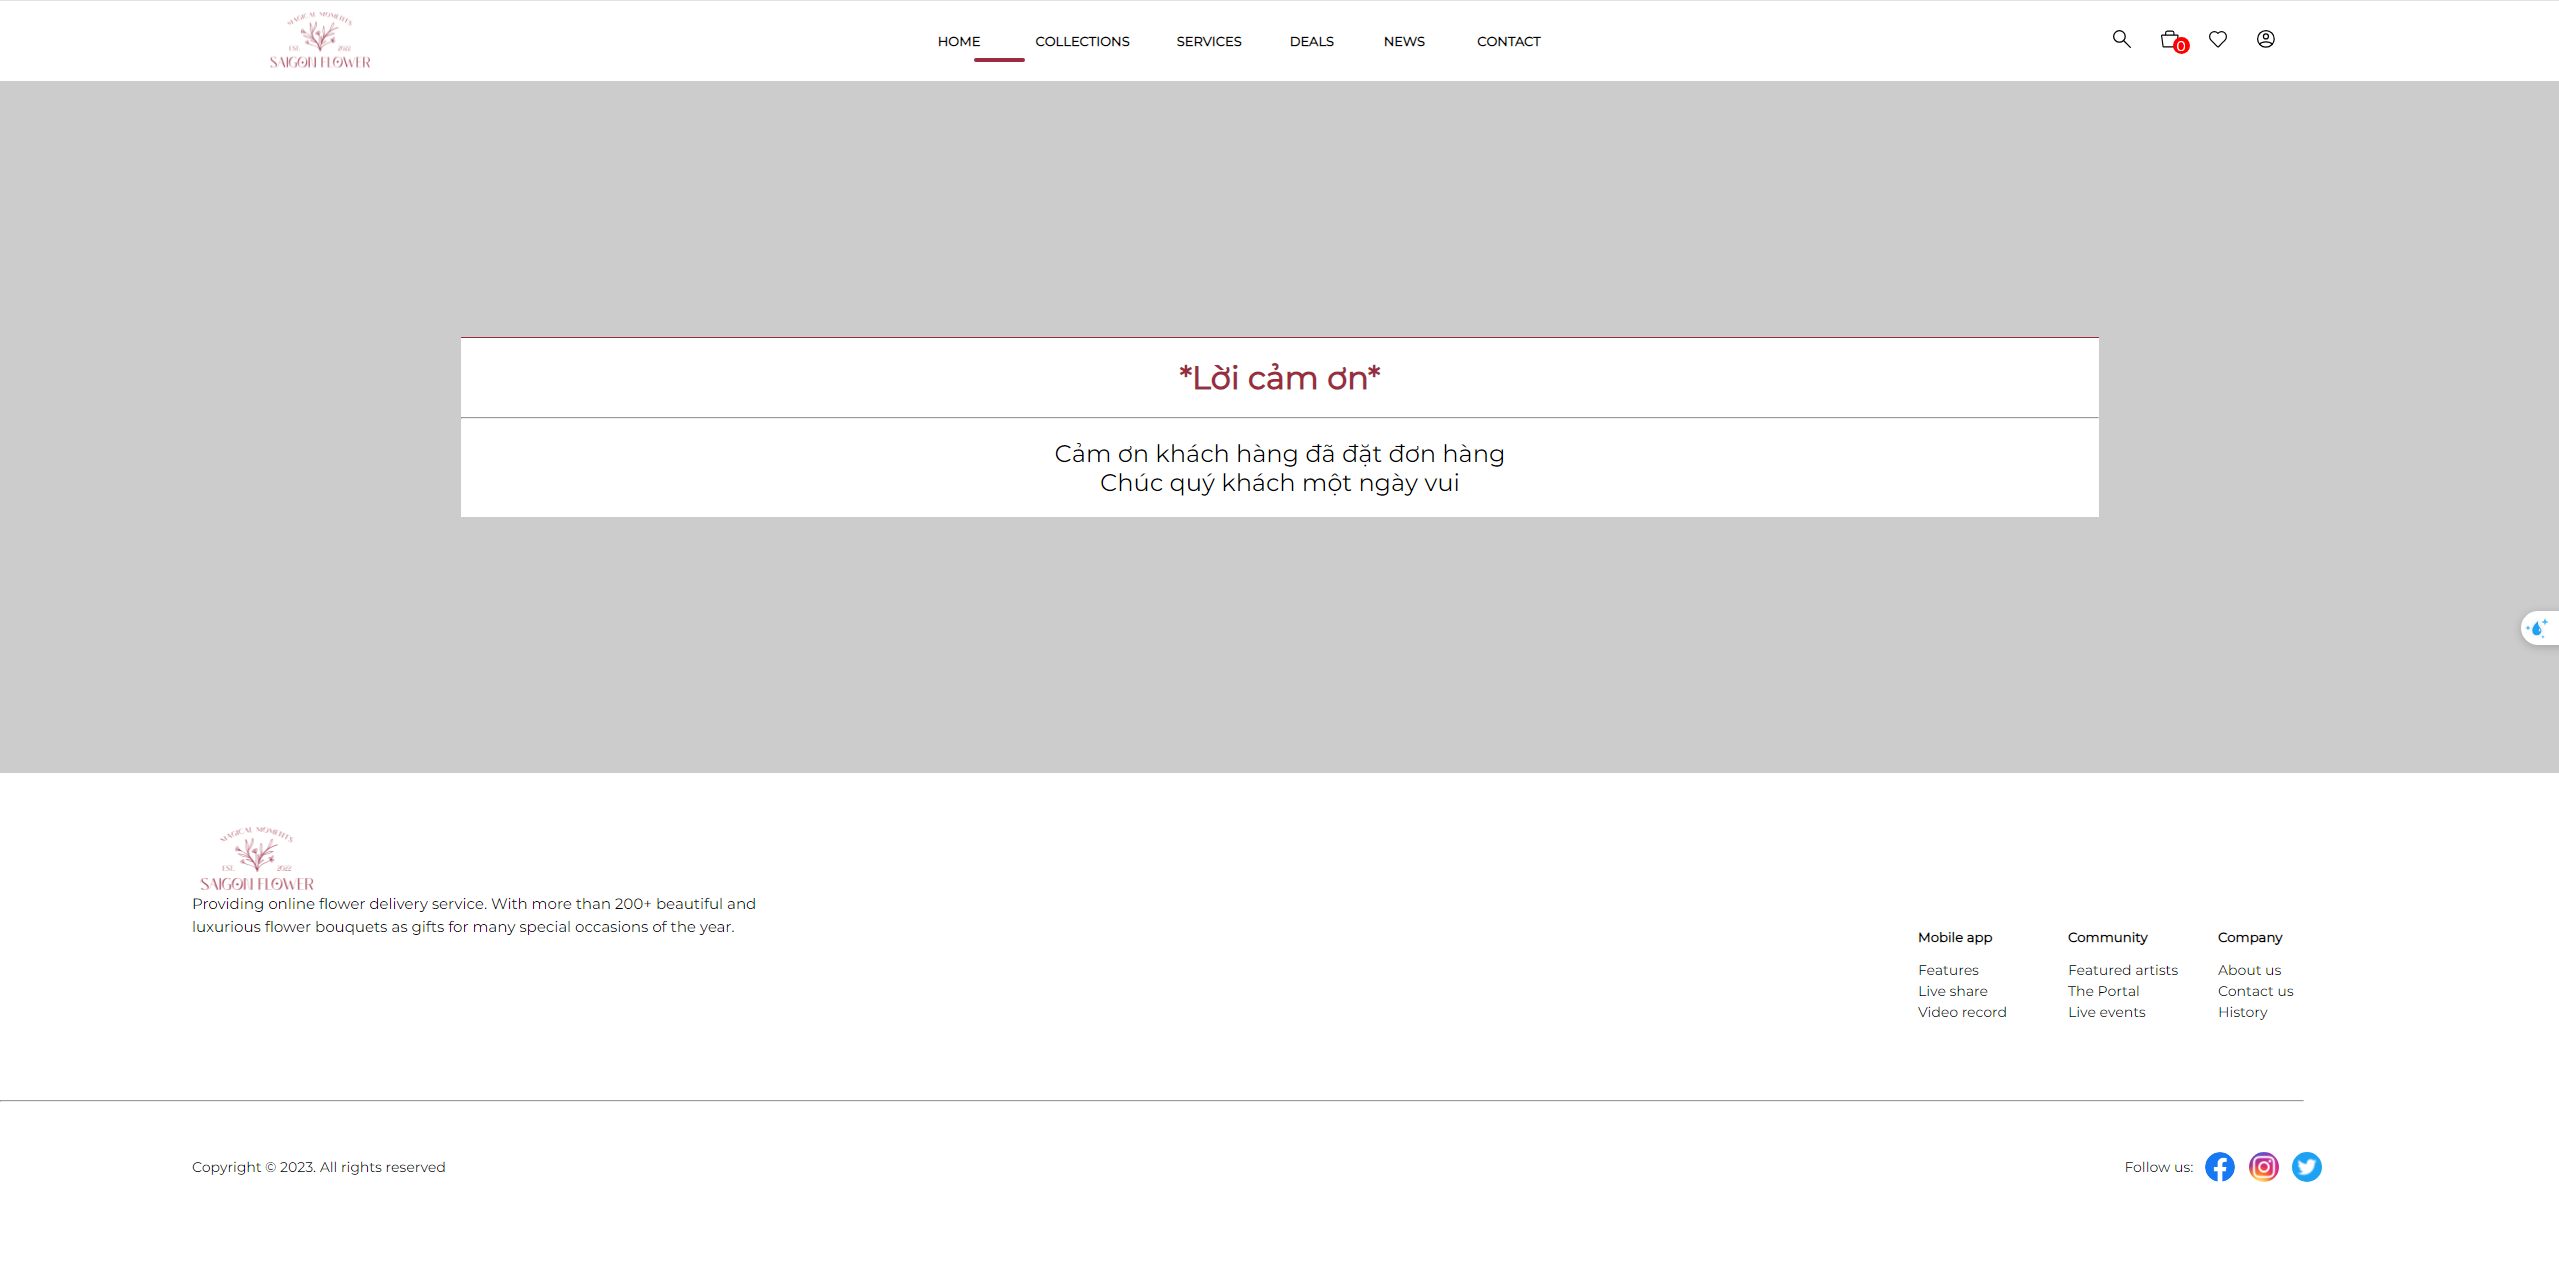 MAGICAL MOMENTS
EST. 2022
SAIGON FLOWER
HOME COLLECTIONS SERVICES DEALS NEWS CONTACT
0
*Lời cảm ơn*
Cảm ơn khách hàng đã đặt đơn hàng
Chúc quý khách một ngày vui
MAGICAL MOMENTS
EST. 2022
SAIGON FLOWER
Providing online flower delivery service. With more than 200+ beautiful and
luxurious flower bouquets as gifts for many special occasions of the year.
Mobile app
Features
Live share
Video record
Community
Featured artists
The Portal
Live events
Company
About us
Contact us
History
Copyright © 2023. All rights reserved
Follow us: